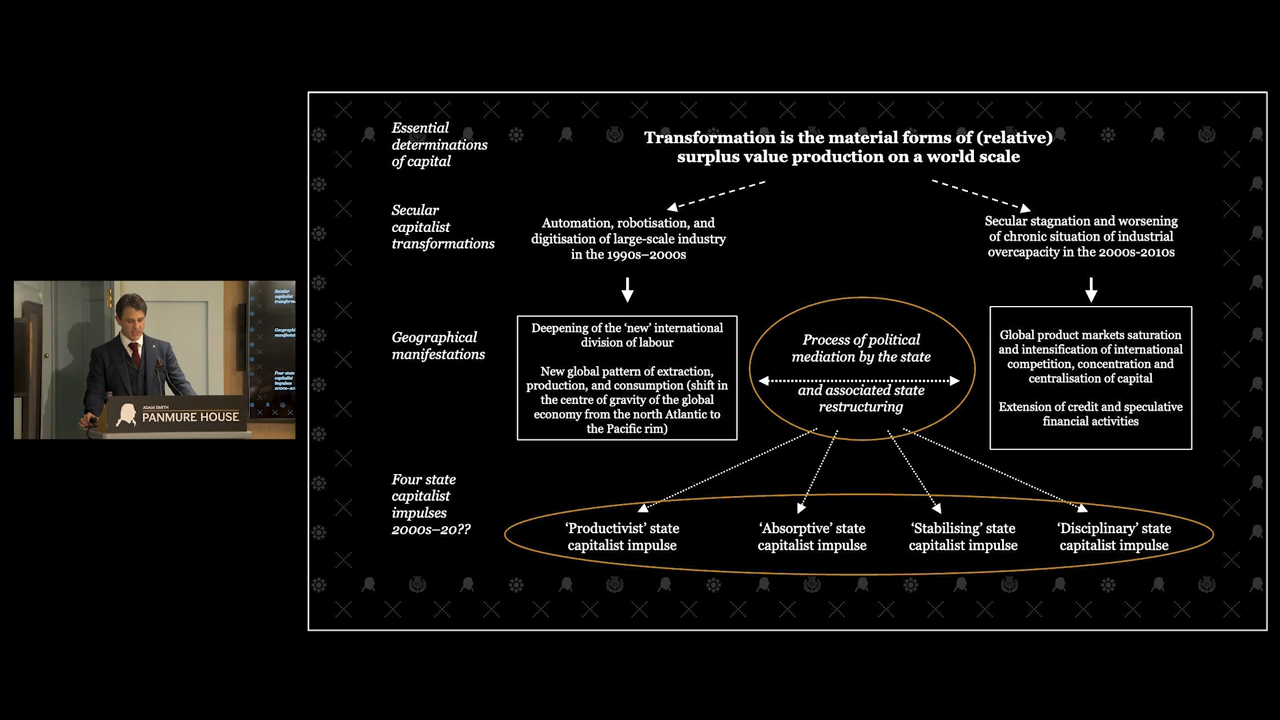 Essential
determinations
of capital
Transformation is the material forms of (relative)
surplus value production on a world scale
Secular
capitalist
transformations
Automation, robotisation, and
digitisation of large-scale industry
in the 1990s–2000s
Secular stagnation and worsening
of chronic situation of industrial
overcapacity in the 2000s-2010s
Geographical
manifestations
Deepening of the ‘new’ international
division of labour
New global pattern of extraction,
production, and consumption (shift in
the centre of gravity of the global
economy from the north Atlantic to
the Pacific rim)
Process of political
mediation by the state
and associated state
restructuring
Global product markets saturation
and intensification of international
competition, concentration and
centralisation of capital
Extension of credit and speculative
financial activities
Four state
capitalist
impulses
2000s–20??
‘Productivist’ state
capitalist impulse
‘Absorptive’ state
capitalist impulse
‘Stabilising’ state
capitalist impulse
‘Disciplinary’ state
capitalist impulse
ADAM SMITH
PANMURE HOUSE